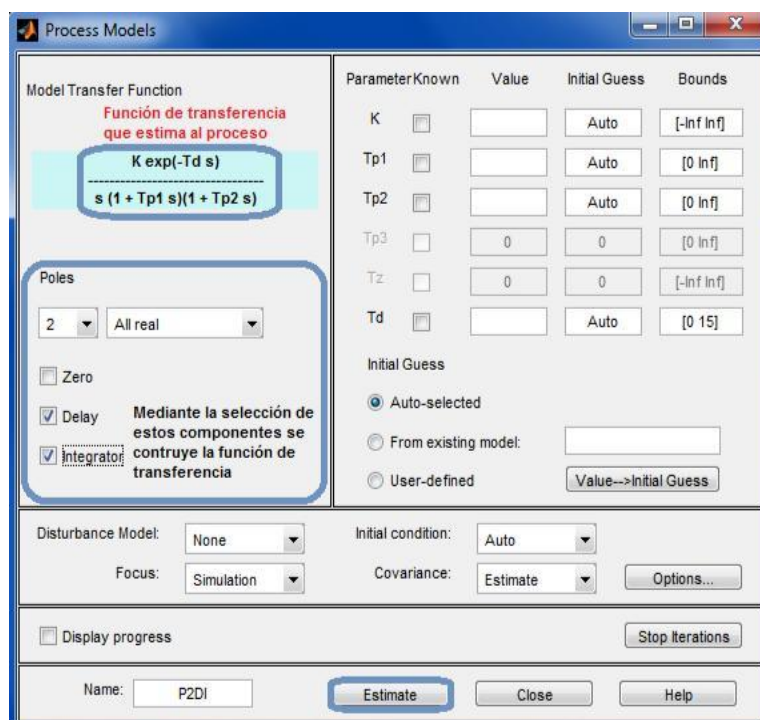 Process Models
Model Transfer Function
Función de transferencia
que estima al proceso
K exp(-Td s)
----------------------------------
s (1 + Tp1 s)(1 + Tp2 s)
Poles
2 All real
Zero
Delay
Integrator
Mediante la selección de
estos componentes se
contruye la función de
transferencia
Parameter Known Value Initial Guess Bounds
K Auto [-Inf Inf]
Tp1 Auto [0 Inf]
Tp2 Auto [0 Inf]
Tp3 0 0 [0 Inf]
Tz 0 0 [-Inf Inf]
Td Auto [0 15]
Initial Guess
Auto-selected
From existing model:
User-defined Value-->Initial Guess
Disturbance Model: None Initial condition: Auto
Focus: Simulation Covariance: Estimate Options...
Display progress Stop Iterations
Name: P2DI Estimate Close Help